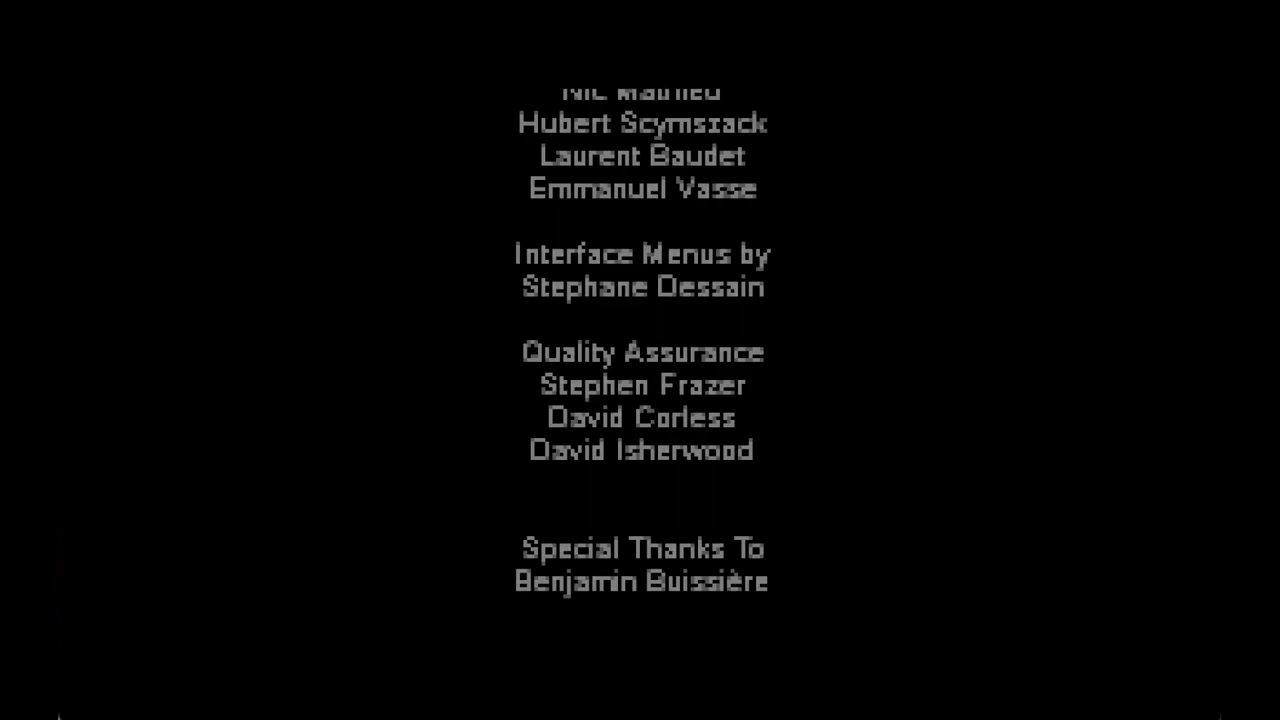 Hubert Scymszack
Laurent Baudet
Emmanuel Vasse
Interface Menus by
Stephane Dessain
Quality Assurance
Stephen Frazer
David Corless
David Isherwood
Special Thanks To
Benjamin Buissière